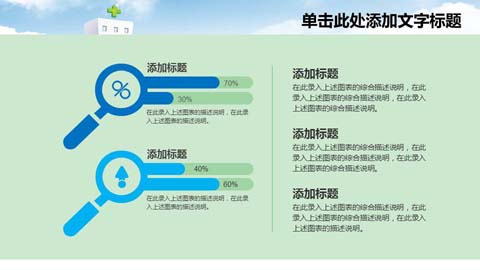 单击此处添加文字标题
添加标题
70%
30%
在此录入上述图表的描述说明，在此录
入上述图表的描述说明。
添加标题
40%
60%
在此录入上述图表的描述说明，在此录
入上述图表的描述说明。
添加标题
在此录入上述图表的综合描述说明，在此
录入上述图表的综合描述说明，在此录入
上述图表的描述说明。
添加标题
在此录入上述图表的综合描述说明，在此
录入上述图表的综合描述说明，在此录入
上述图表的描述说明。
添加标题
在此录入上述图表的综合描述说明，在此
录入上述图表的综合描述说明，在此录入
上述图表的描述说明。